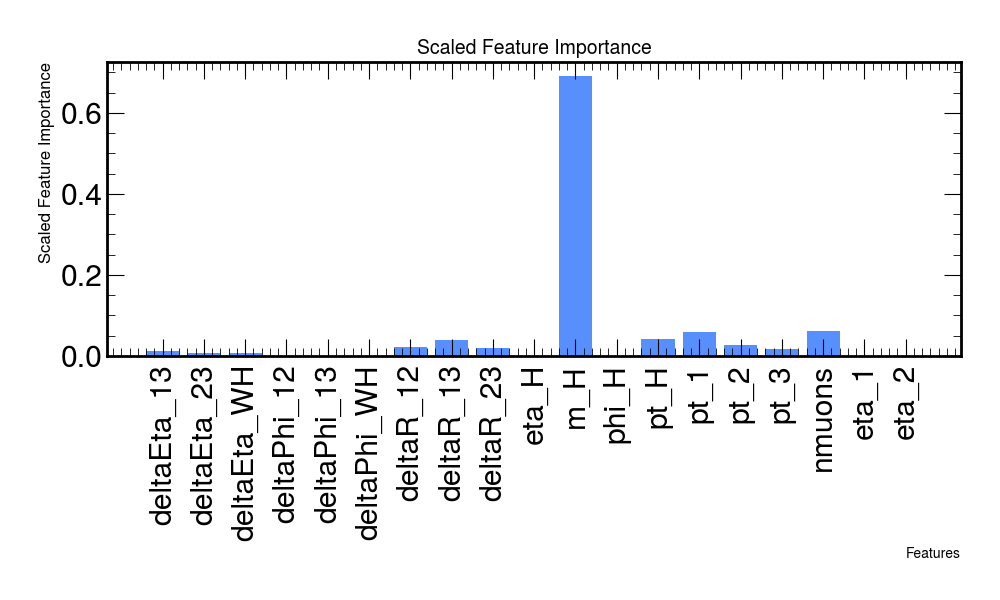 Scaled Feature Importance
Scaled Feature Importance
0.6
0.4
0.2
0.0
deltaEta_13
deltaEta_23
deltaEta_WH
deltaPhi_12
deltaPhi_13
deltaPhi_WH
deltaR_12
deltaR_13
deltaR_23
eta_H
m_H
phi_H
pt_H
pt_1
pt_2
pt_3
nmuons
eta_1
eta_2
Features